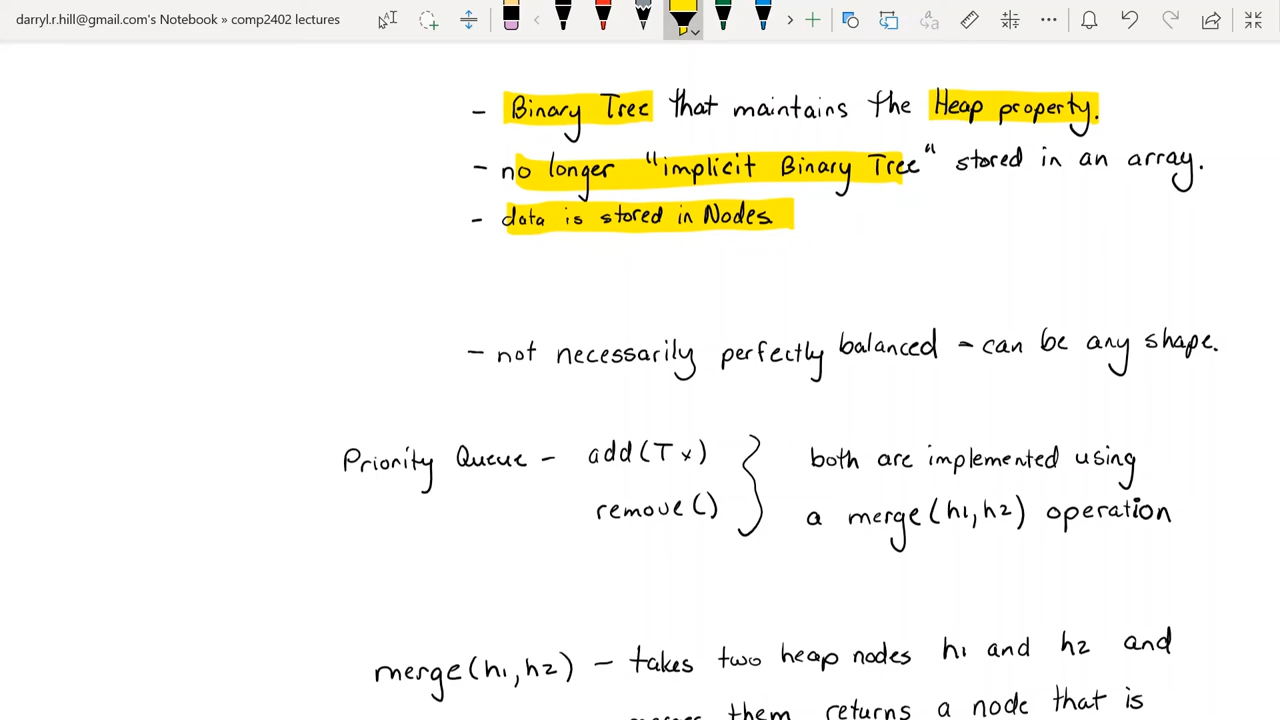 darryl.r.hill@gmail.com's Notebook » comp2402 lectures
- Binary Tree that maintains the Heap property.
- no longer "implicit Binary Tree" stored in an array.
- data is stored in Nodes
- not necessarily perfectly balanced - can be any shape.
Priority Queue - add(T x) } both are implemented using
remove() a merge(h1,h2) operation
merge(h1,h2) - takes two heap nodes h1 and h2 and
them returns a node that is